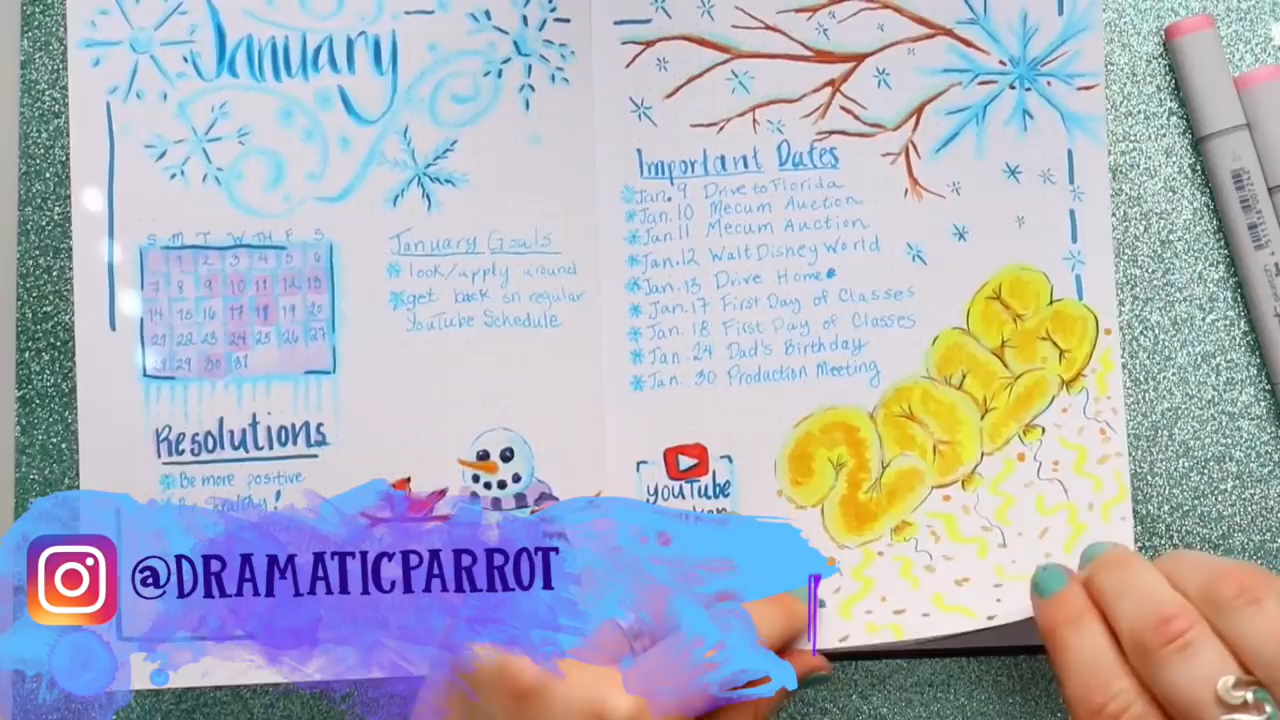 January
S M T W TH F S
1 2 3 4 5 6
7 8 9 10 11 12 13
14 15 16 17 18 19 20
21 22 23 24 25 26 27
28 29 30 31
January Goals
look/apply around
get back on regular
YouTube Schedule
Resolutions
Be more positive
Be healthy!
Important Dates
Jan. 9 Drive to Florida
Jan. 10 Mecum Auction
Jan. 11 Mecum Auction
Jan. 12 Walt Disney World
Jan. 13 Drive Home
Jan. 17 First Day of Classes
Jan. 18 First Day of Classes
Jan. 24 Dad's Birthday
Jan. 30 Production Meeting
YouTube
2018
@DRAMATICPARROT